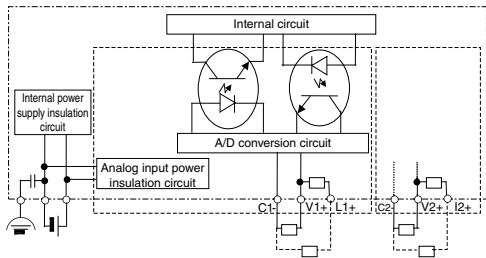 Internal circuit
Internal power
supply insulation
circuit
A/D conversion circuit
Analog input power
insulation circuit
C1-
V1+
L1+
C2-
V2+
I2+